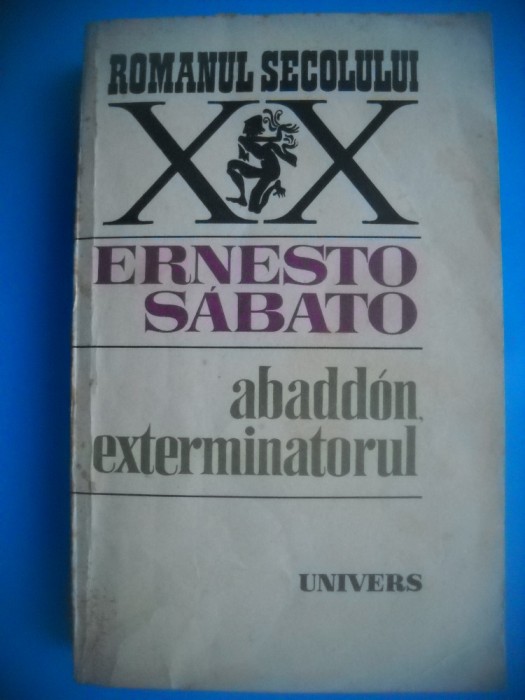 ROMANUL SECOLULUI
XX
ERNESTO
SÁBATO
abaddón,
exterminatorul
UNIVERS